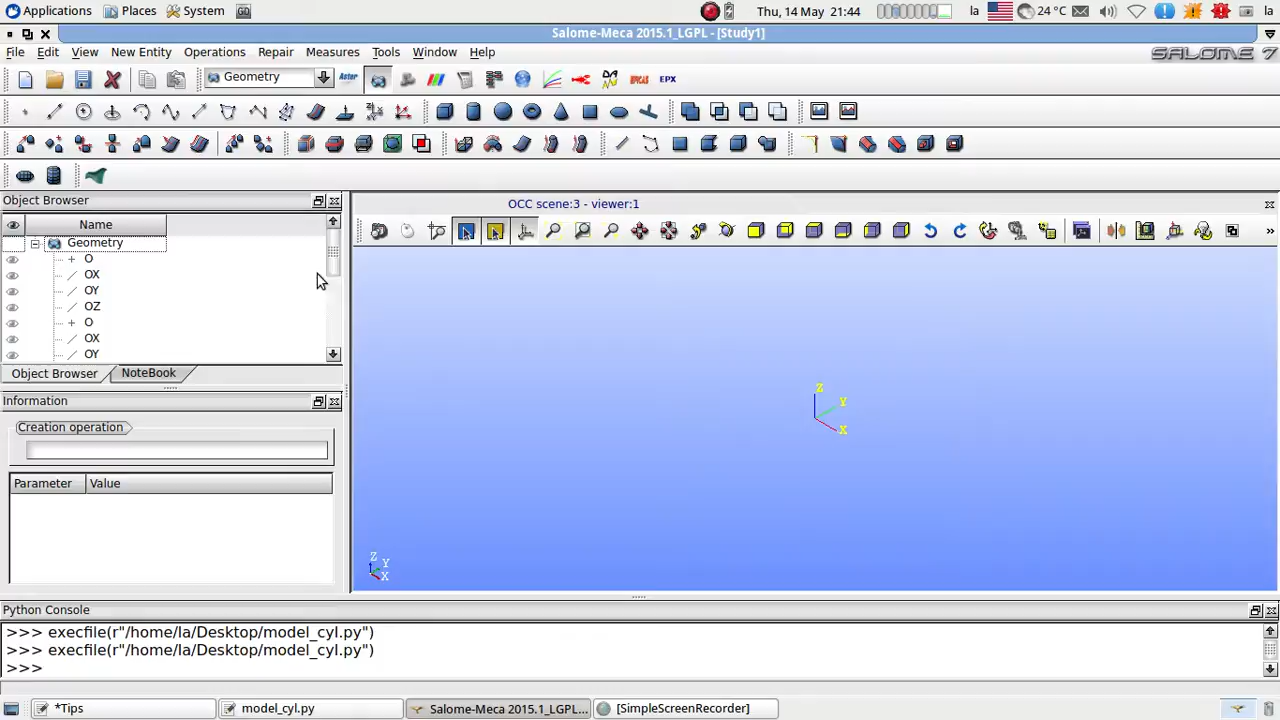 Applications Places System Thu, 14 May 21:44 la 24 °C la
Salome-Meca 2015.1_LGPL - [Study1]
File Edit View New Entity Operations Repair Measures Tools Window Help
SALOME 7
Geometry Aster EPX
Object Browser
OCC scene:3 - viewer:1
Name
Geometry
O
OX
OY
OZ
O
OX
OY
Object Browser NoteBook
Information
Creation operation
Parameter Value
Z
Y
X
Z
Y
X
Python Console
>>> execfile(r"/home/la/Desktop/model_cyl.py")
>>> execfile(r"/home/la/Desktop/model_cyl.py")
>>>
*Tips model_cyl.py Salome-Meca 2015.1_LGPL... [SimpleScreenRecorder]